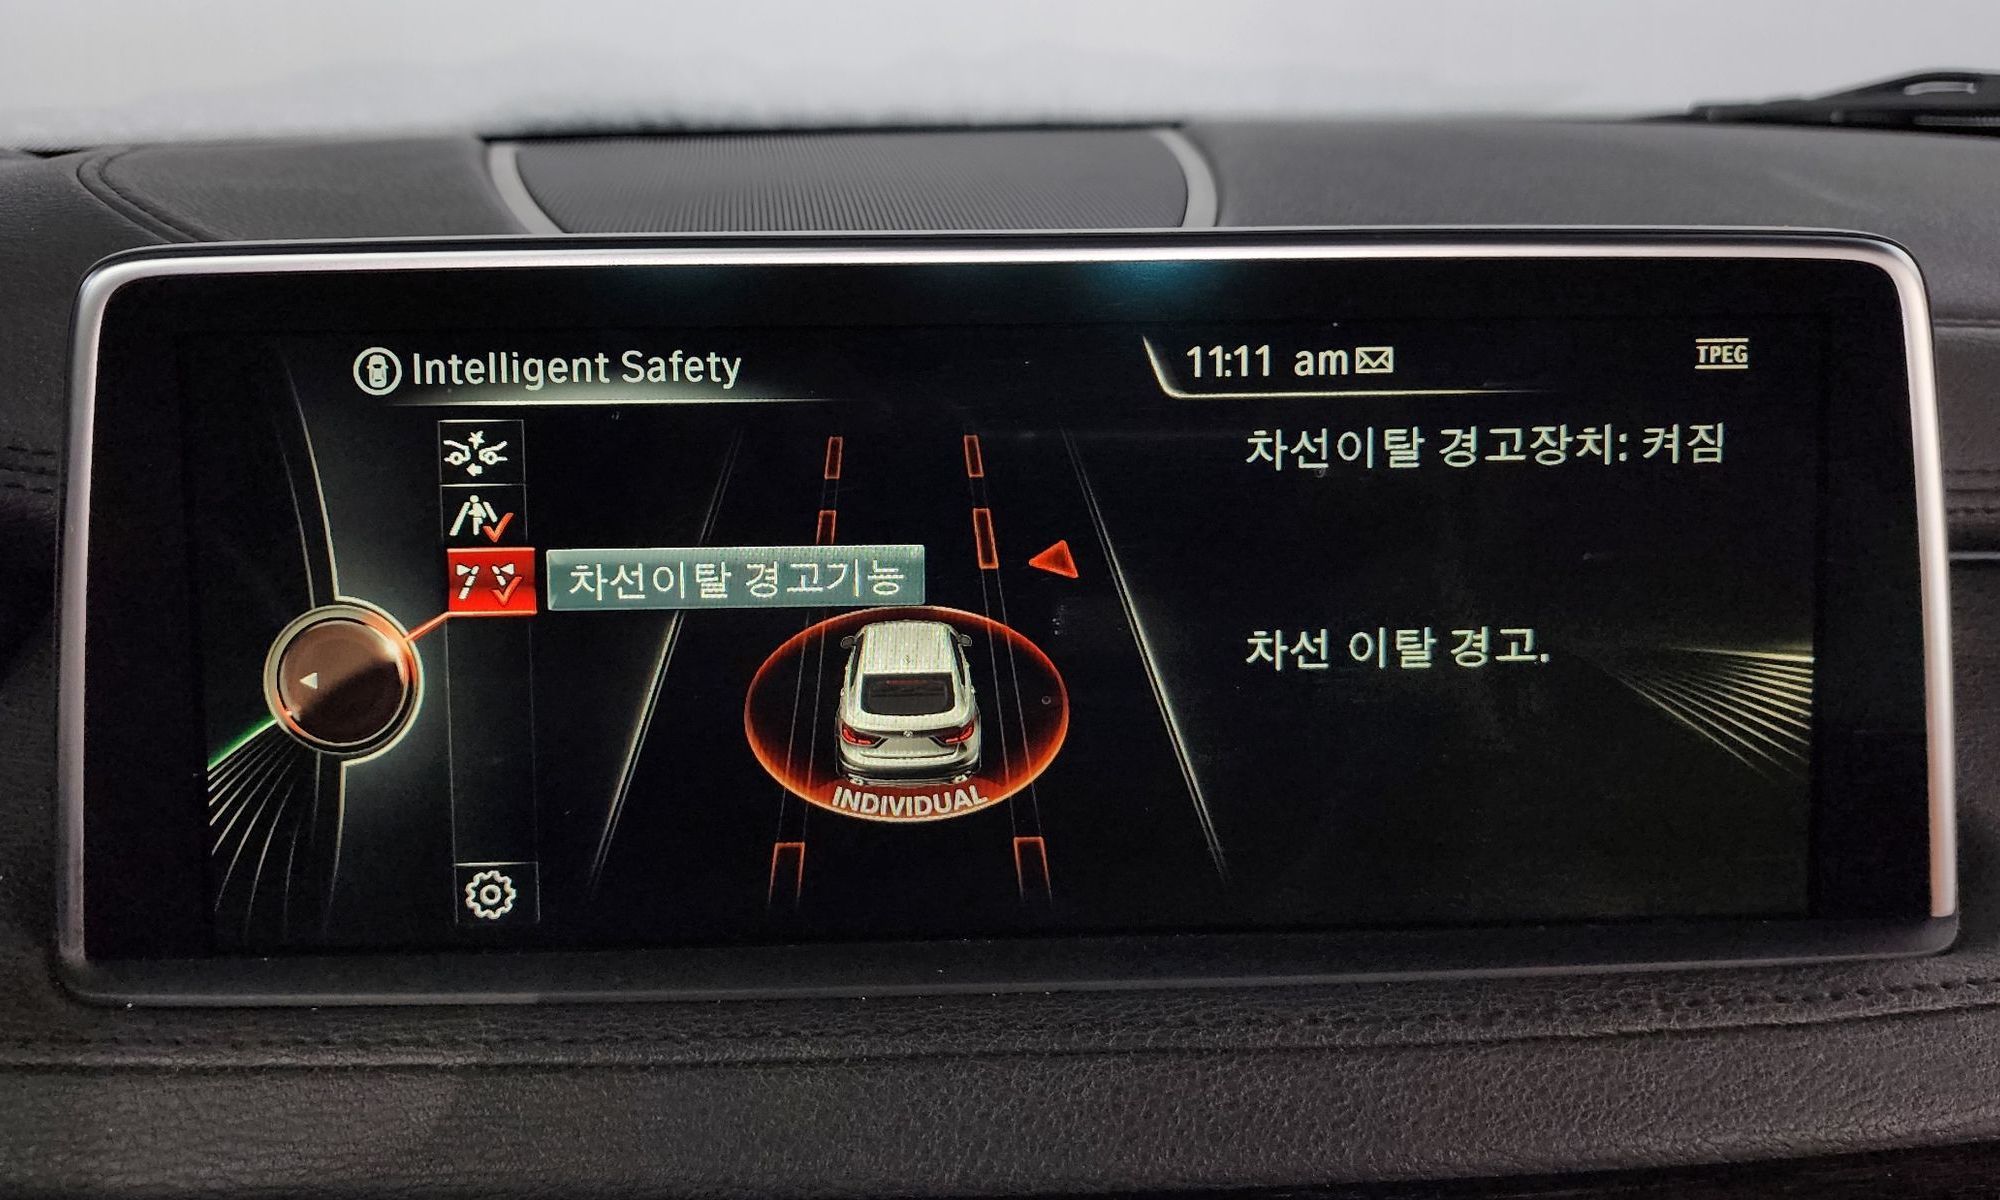 Intelligent Safety
11:11 am
TPEG
차선이탈 경고장치: 켜짐
차선이탈 경고기능
차선 이탈 경고.
INDIVIDUAL